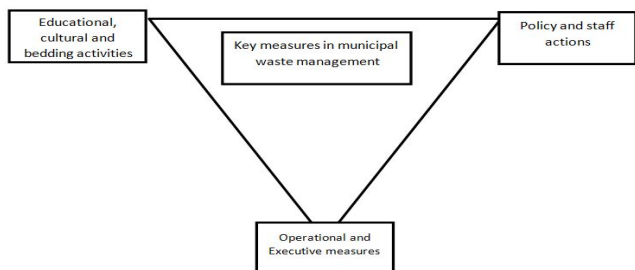 Educational,
cultural and
bedding activities
Key measures in municipal
waste management
Policy and staff
actions
Operational and
Executive measures